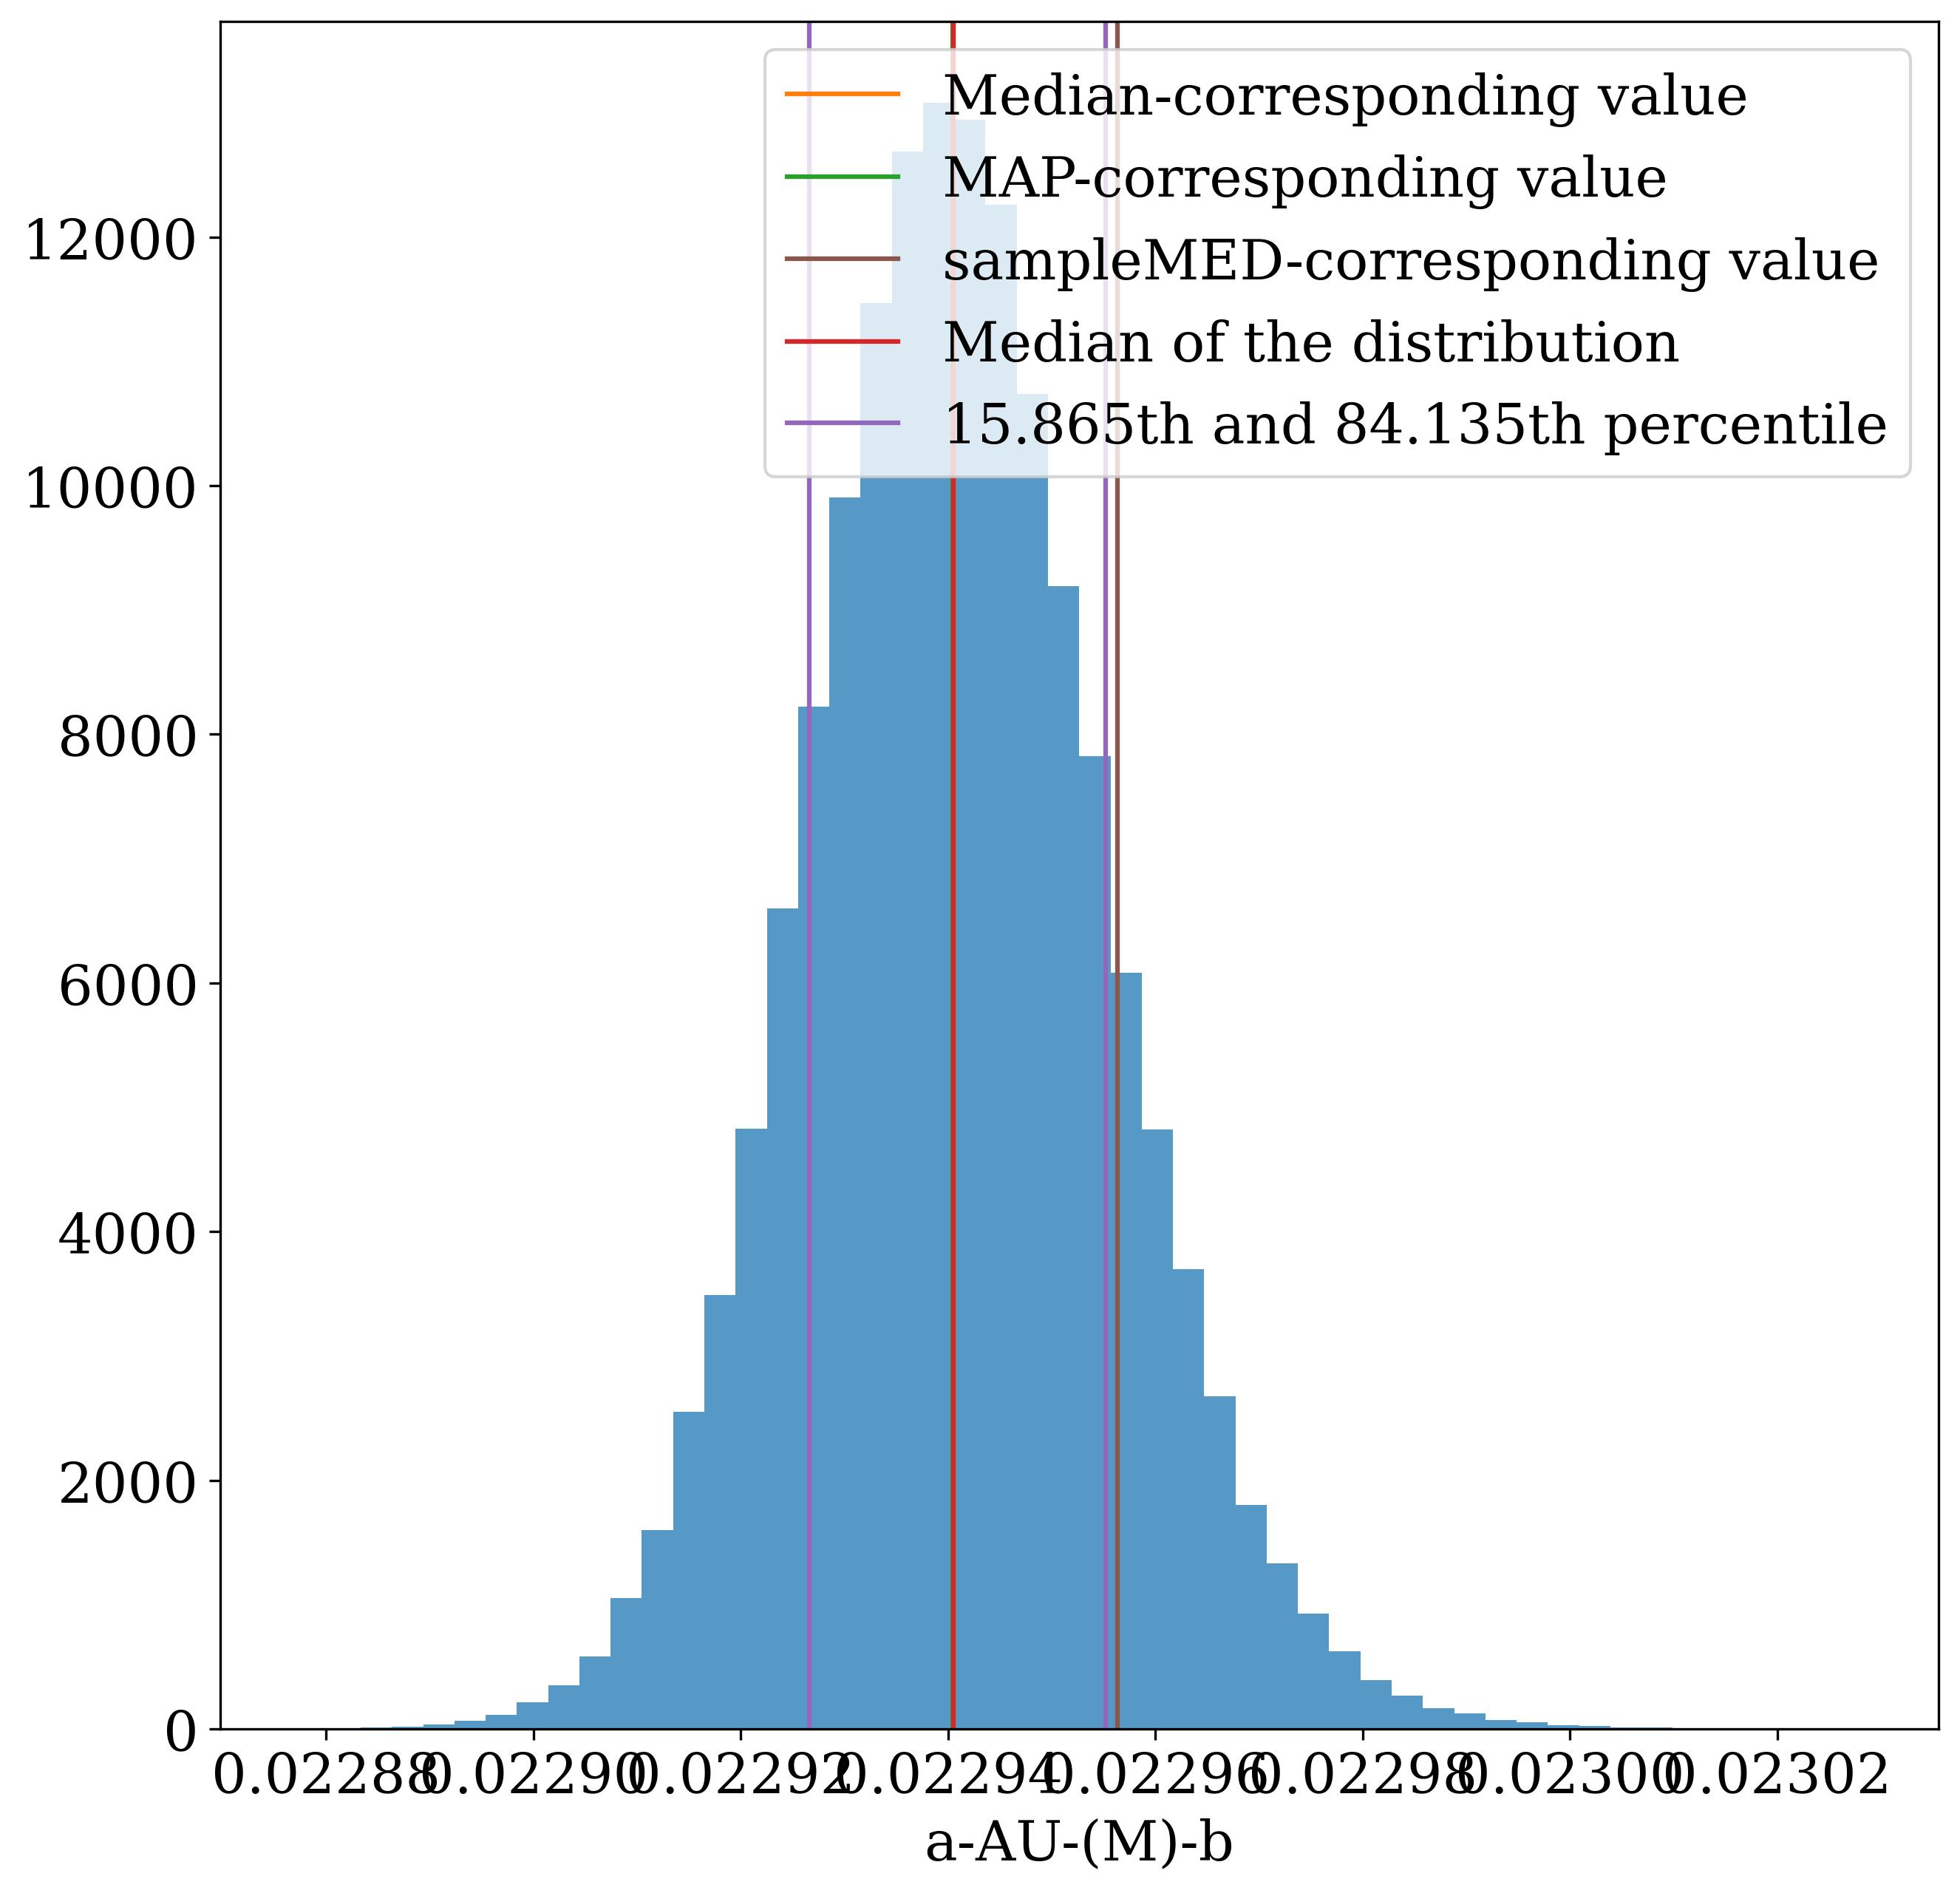 Median-corresponding value
MAP-corresponding value
sampleMED-corresponding value
Median of the distribution
15.865th and 84.135th percentile
12000
10000
8000
6000
4000
2000
0
0.02288 0.02290 0.02292 0.02294 0.02296 0.02298 0.02300 0.02302
a-AU-(M)-b